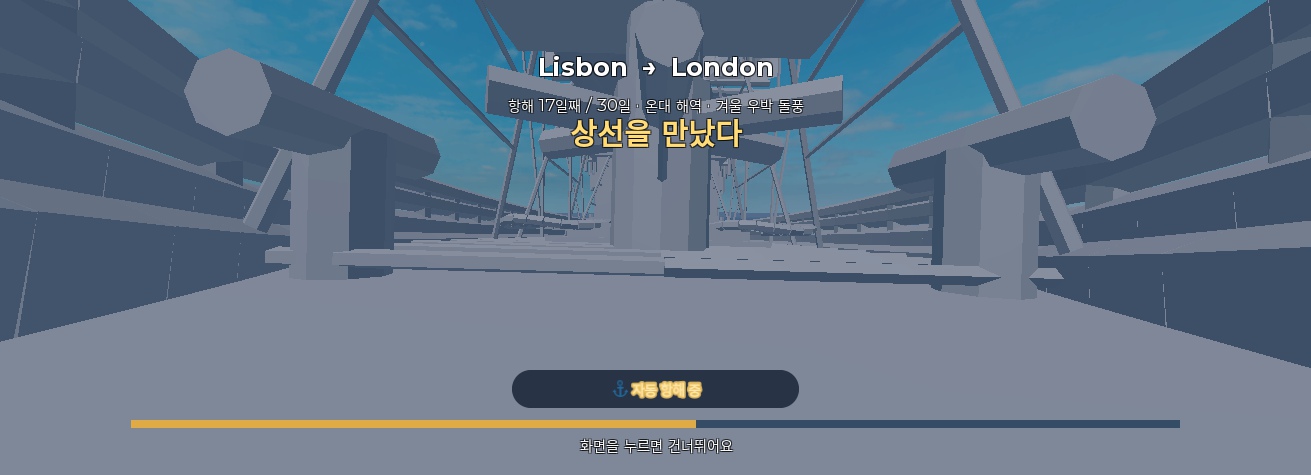 Lisbon → London
항해 17일째 / 30일 · 온대 해역 · 겨울 우박 돌풍
상선을 만났다
⚓ 자동 항해 중
화면을 누르면 건너뛰어요